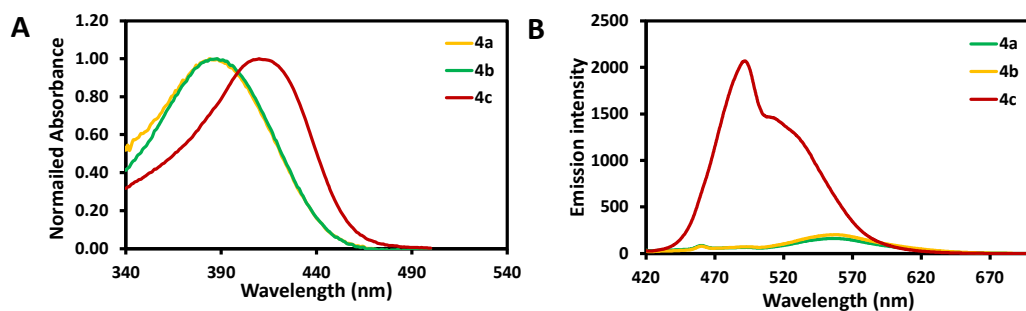 A
Normailed Absorbance
1.20
1.00
0.80
0.60
0.40
0.20
0.00
340 390 440 490 540
Wavelength (nm)
4a
4b
4c
B
Emission intensity
2500
2000
1500
1000
500
0
420 470 520 570 620 670
Wavelength (nm)
4a
4b
4c